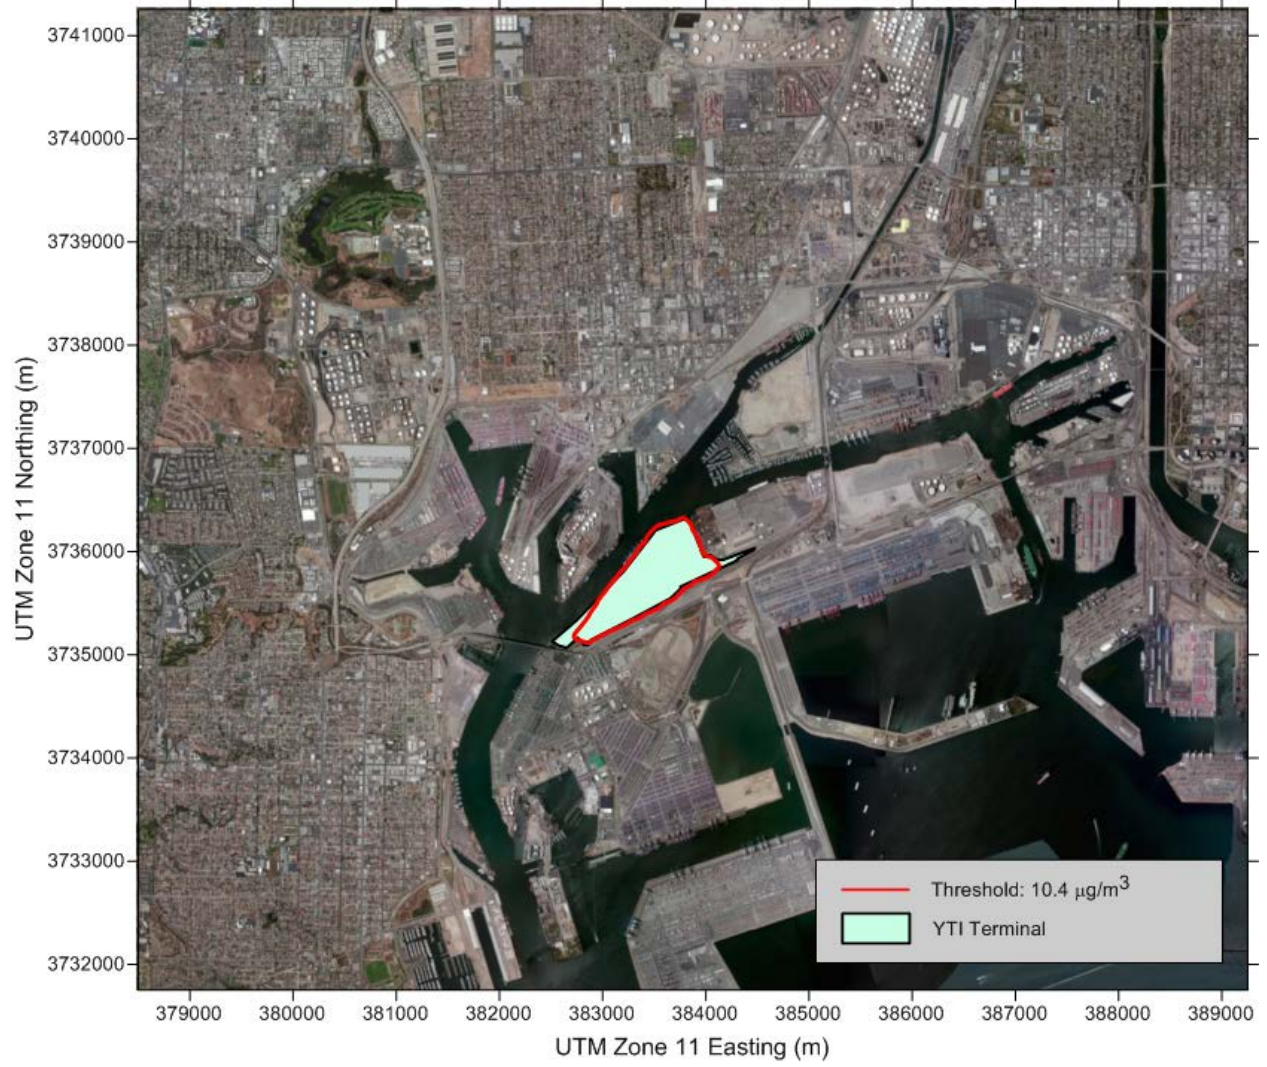 3741000
3740000
3739000
3738000
3737000
3736000
3735000
3734000
3733000
3732000
UTM Zone 11 Northing (m)
Threshold: 10.4 µg/m3
YTI Terminal
379000 380000 381000 382000 383000 384000 385000 386000 387000 388000 389000
UTM Zone 11 Easting (m)